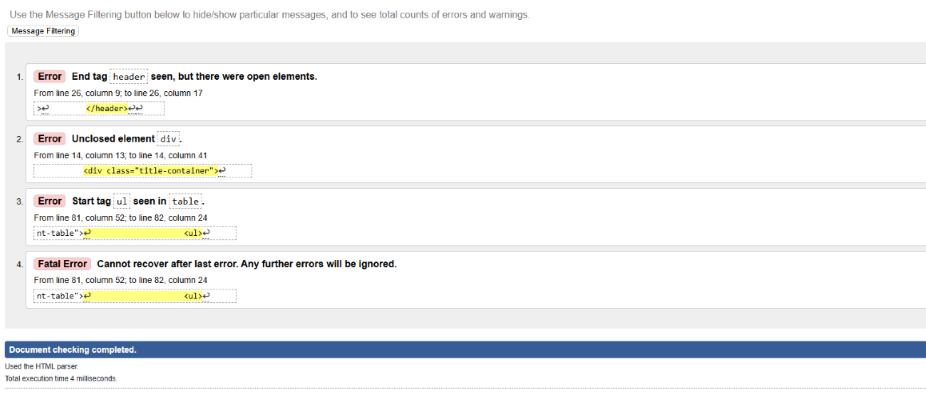 Use the Message Filtering button below to hide/show particular messages, and to see total counts of errors and warnings.
Message Filtering
1. Error End tag header seen, but there were open elements.
From line 26, column 9; to line 26, column 17
>↩ </header>↩↩
2. Error Unclosed element div.
From line 14, column 13; to line 14, column 41
<div class="title-container">↩
3. Error Start tag ul seen in table.
From line 81, column 52; to line 82, column 24
nt-table">↩ <ul>↩
4. Fatal Error Cannot recover after last error. Any further errors will be ignored.
From line 81, column 52; to line 82, column 24
nt-table">↩ <ul>↩
Document checking completed.
Used the HTML parser.
Total execution time 4 milliseconds.